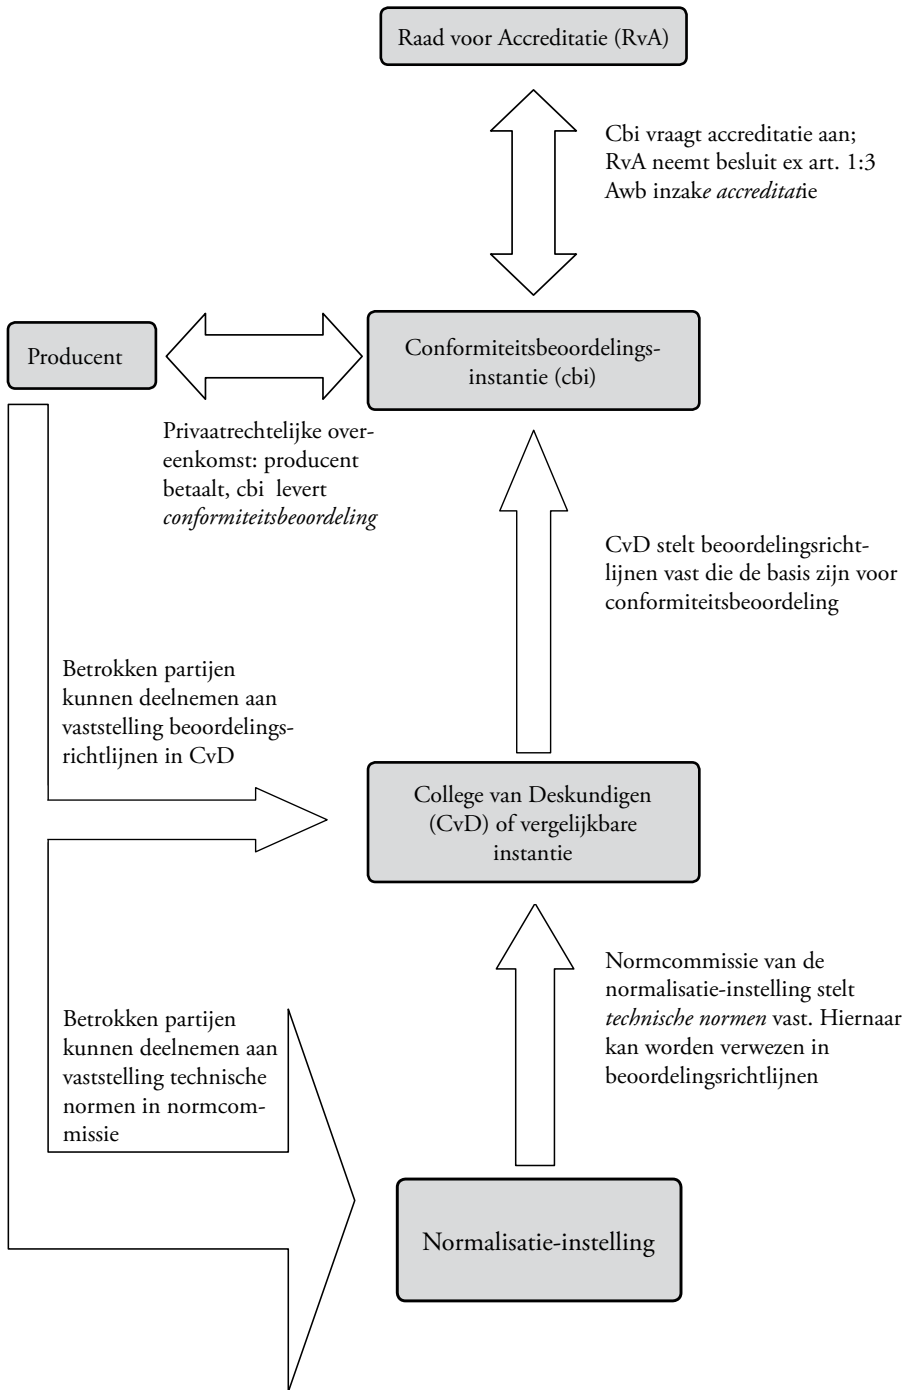 Raad voor Accreditatie (RvA)
Cbi vraagt accreditatie aan;
RvA neemt besluit ex art. 1:3
Awb inzake accreditatie
Producent
Conformiteitsbeoordelings-
instantie (cbi)
Privaatrechtelijke over-
eenkomst: producent
betaalt, cbi levert
conformiteitsbeoordeling
CvD stelt beoordelingsricht-
lijnen vast die de basis zijn voor
conformiteitsbeoordeling
Betrokken partijen
kunnen deelnemen aan
vaststelling beoordelings-
richtlijnen in CvD
College van Deskundigen
(CvD) of vergelijkbare
instantie
Normcommissie van de
normalisatie-instelling stelt
technische normen vast. Hiernaar
kan worden verwezen in
beoordelingsrichtlijnen
Betrokken partijen
kunnen deelnemen aan
vaststelling technische
normen in normcom-
missie
Normalisatie-instelling